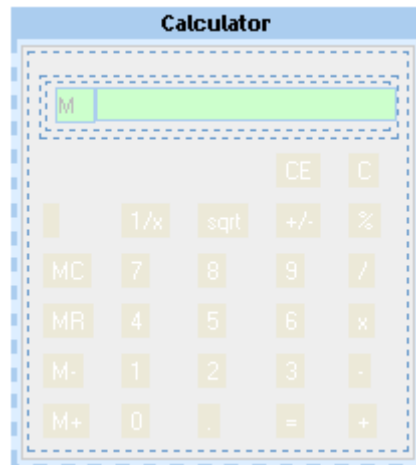 Calculator
M
CE C
1/x sqrt +/- %
MC 7 8 9 /
MR 4 5 6 x
M- 1 2 3 -
M+ 0 . = +